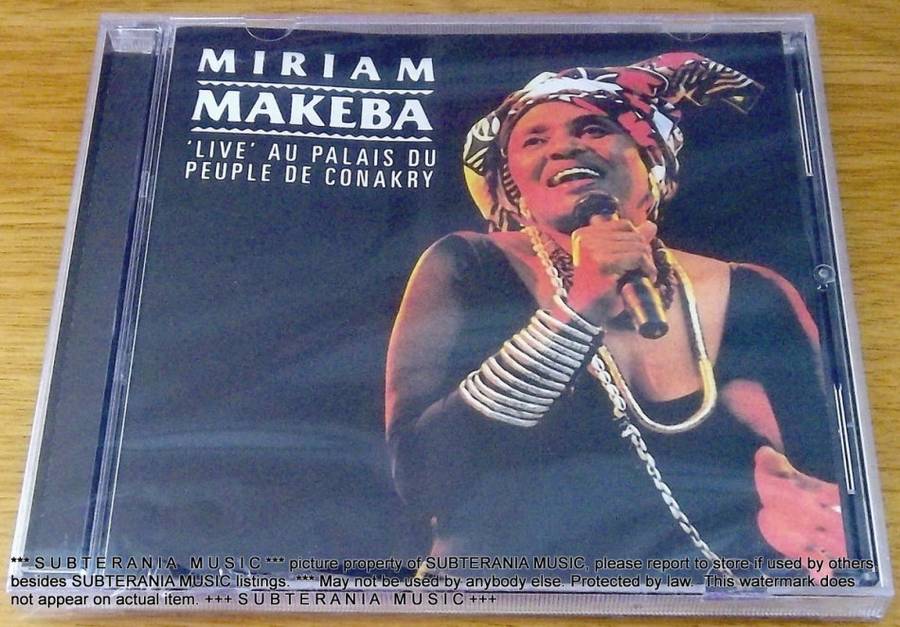 MIRIAM
MAKEBA
'LIVE' AU PALAIS DU
PEUPLE DE CONAKRY
*** S U B T E R A N I A   M U S I C *** picture property of SUBTERANIA MUSIC, please report to store if used by others
besides SUBTERANIA MUSIC listings. *** May not be used by anybody else. Protected by law.  This watermark does
not appear on actual item. +++ S U B T E R A N I A   M U S I C +++